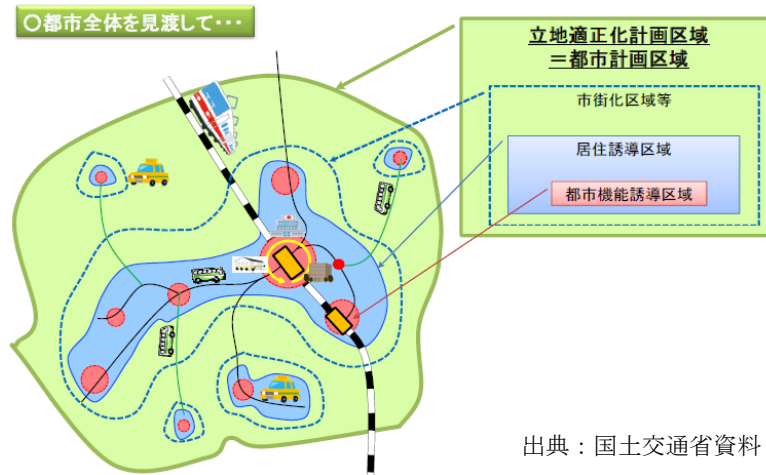 ○都市全体を見渡して・・・
立地適正化計画区域
＝都市計画区域
市街化区域等
居住誘導区域
都市機能誘導区域
出典：国土交通省資料